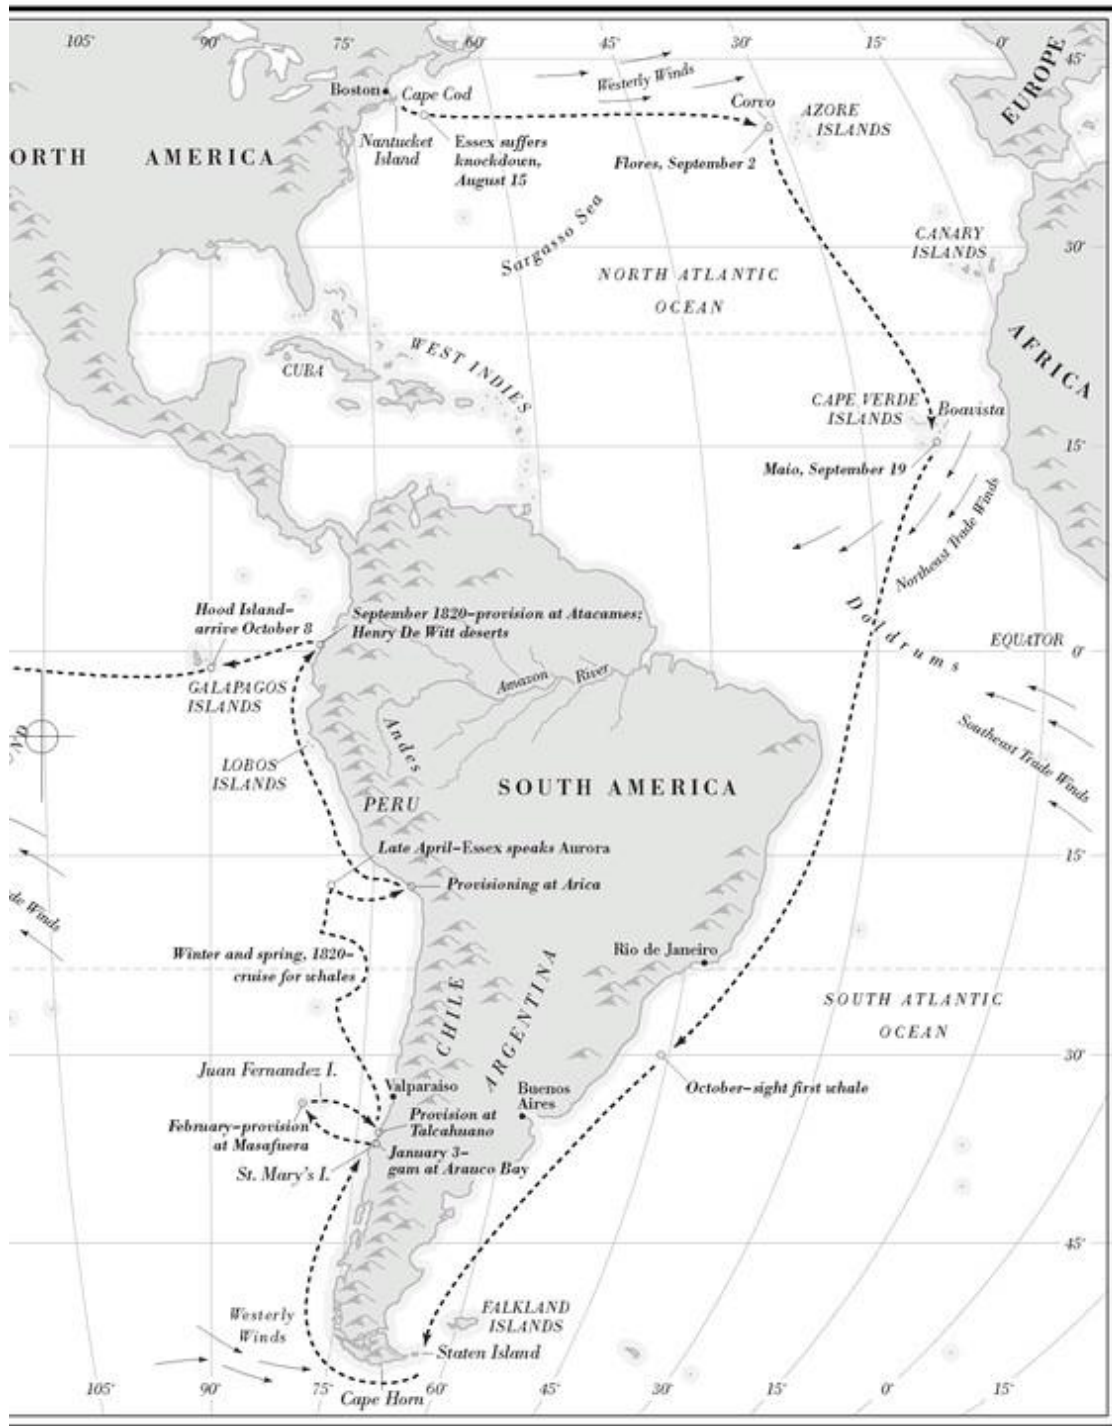 105°
90°
75°
60°
45°
30°
15°
0°
45°
EUROPE
Westerly Winds
Boston
Cape Cod
Corvo
AZORE
ISLANDS
ORTH AMERICA
Nantucket
Island
Essex suffers
knockdown,
August 15
Flores, September 2
Sargasso Sea
CANARY
ISLANDS
30°
NORTH ATLANTIC
OCEAN
AFRICA
CUBA
WEST INDIES
CAPE VERDE
ISLANDS
Boavista
15°
Maio, September 19
Northeast Trade Winds
Doldrums
Hood Island–
arrive October 8
September 1820–provision at Atacames;
Henry De Witt deserts
EQUATOR
0°
GALAPAGOS
ISLANDS
Amazon River
Southeast Trade Winds
Andes
LOBOS
ISLANDS
PERU
SOUTH AMERICA
Late April–Essex speaks Aurora
15°
Provisioning at Arica
de Winds
Winter and spring, 1820–
cruise for whales
Rio de Janeiro
CHILE
ARGENTINA
SOUTH ATLANTIC
OCEAN
30°
Juan Fernandez I.
Valparaiso
Buenos
Aires
October–sight first whale
February–provision
at Masafuera
Provision at
Talcahuano
January 3–
gam at Arauco Bay
St. Mary's I.
45°
Westerly
Winds
FALKLAND
ISLANDS
Staten Island
Cape Horn
105°
90°
75°
60°
45°
30°
15°
0°
15°